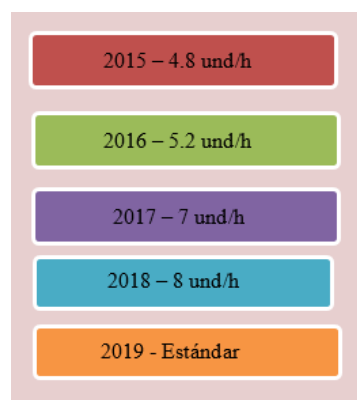 2015 – 4.8 und/h
2016 – 5.2 und/h
2017 – 7 und/h
2018 – 8 und/h
2019 - Estándar